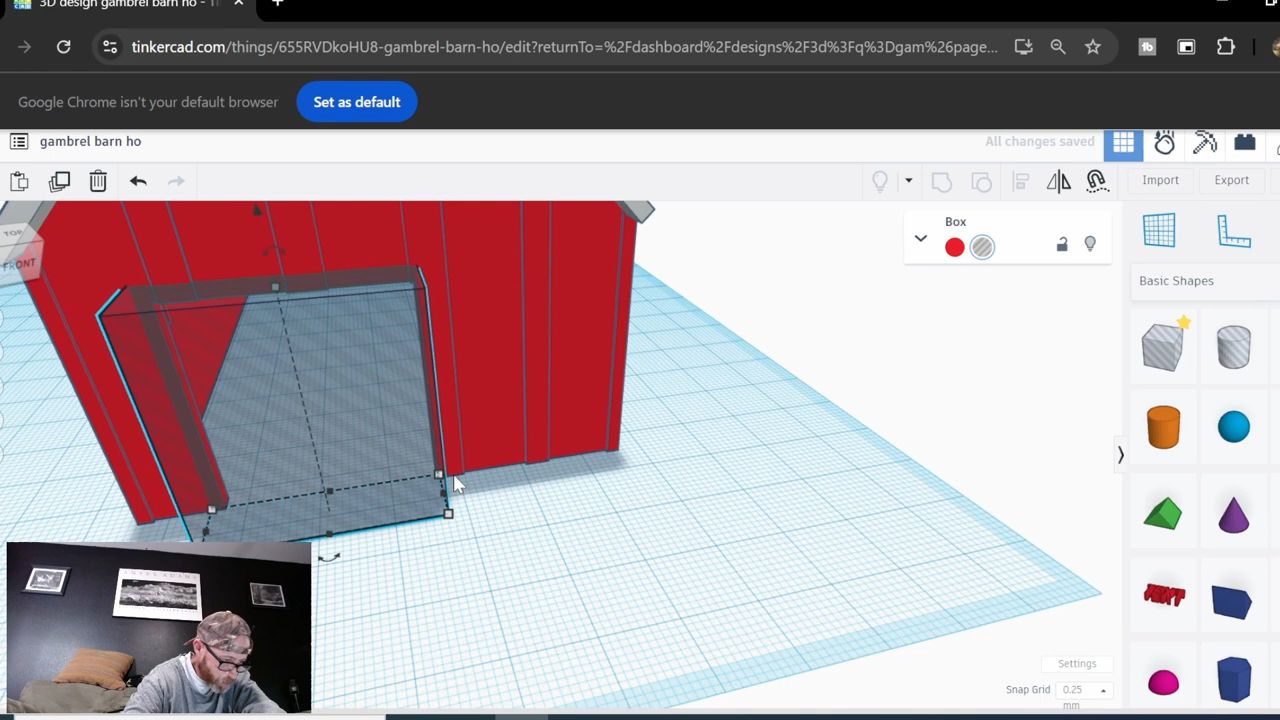 3D design gambrel barn ho - Ti
tinkercad.com/things/655RVDkoHU8-gambrel-barn-ho/edit?returnTo=%2Fdashboard%2Fdesigns%2F3d%3Fq%3Dgam%26page...
Google Chrome isn't your default browser
Set as default
gambrel barn ho
All changes saved
Import
Export
TOP
FRONT
Box
Basic Shapes
TEXT
Settings
Snap Grid
0.25
mm